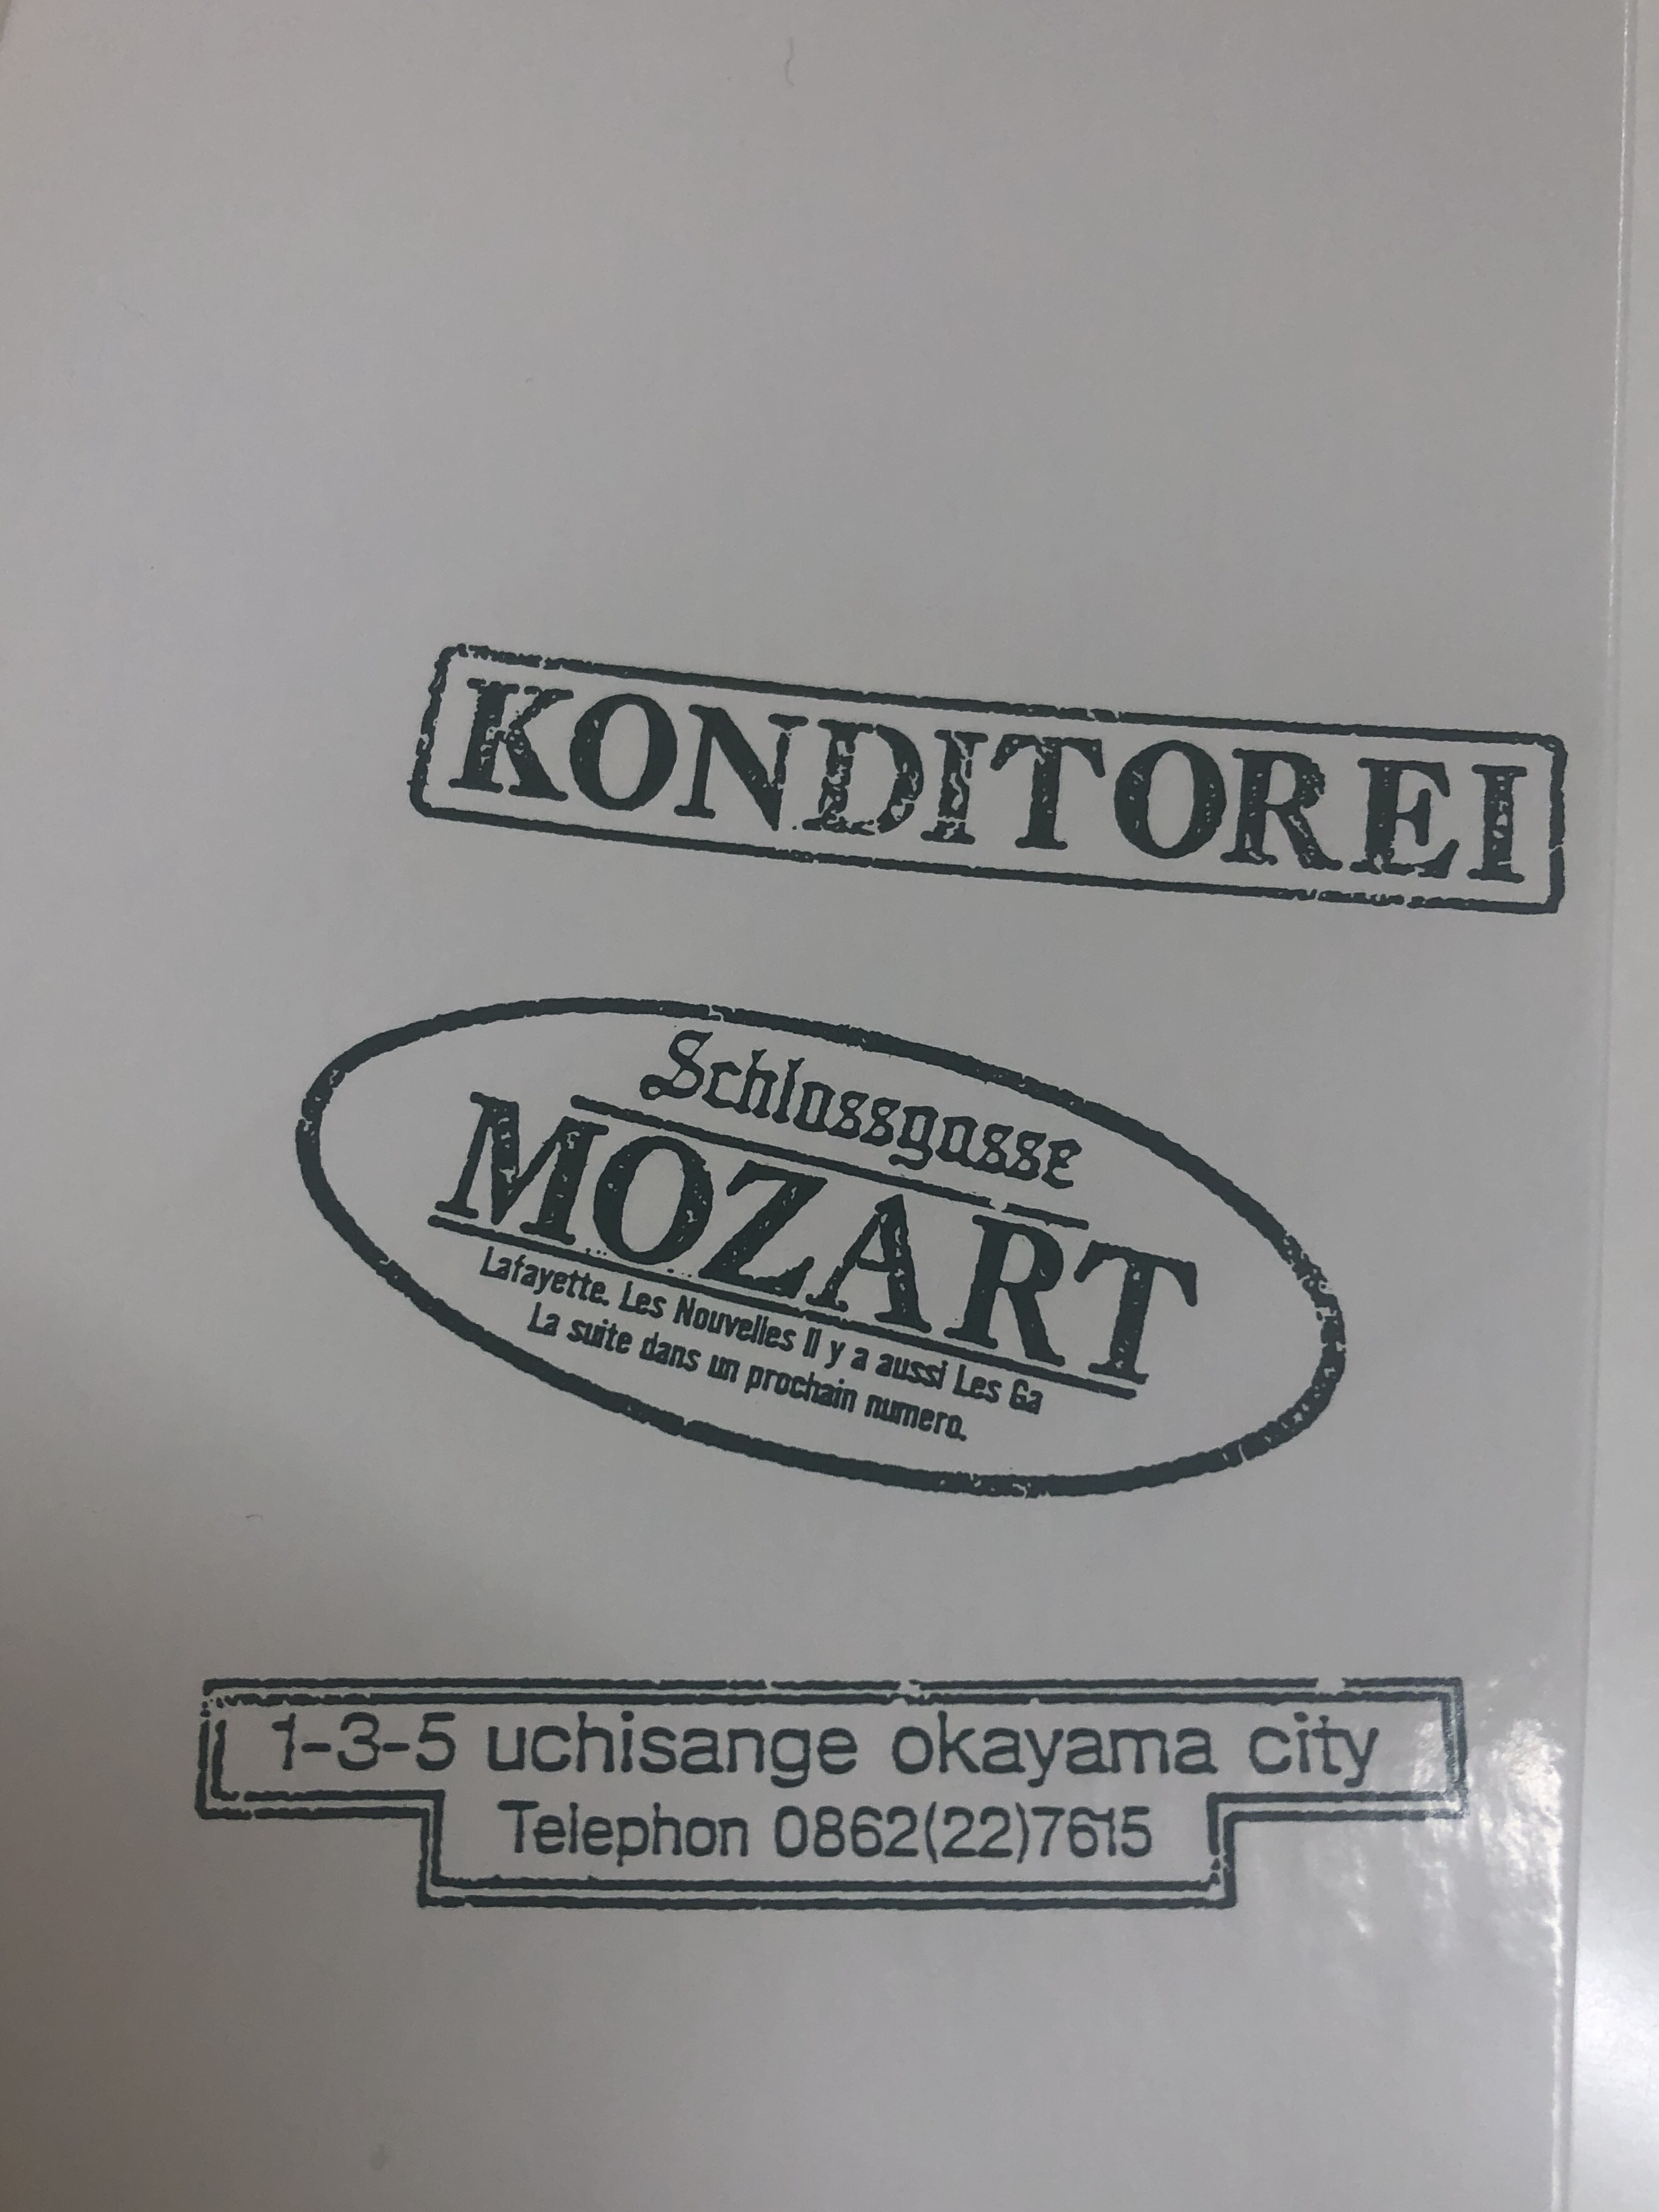 KONDITOREI
Schlossgasse
MOZART
Lafayette. Les Nouvelles Il y a aussi Les Ga
La suite dans un prochain numero.
1-3-5 uchisange okayama city
Telephon 0862(22)7615